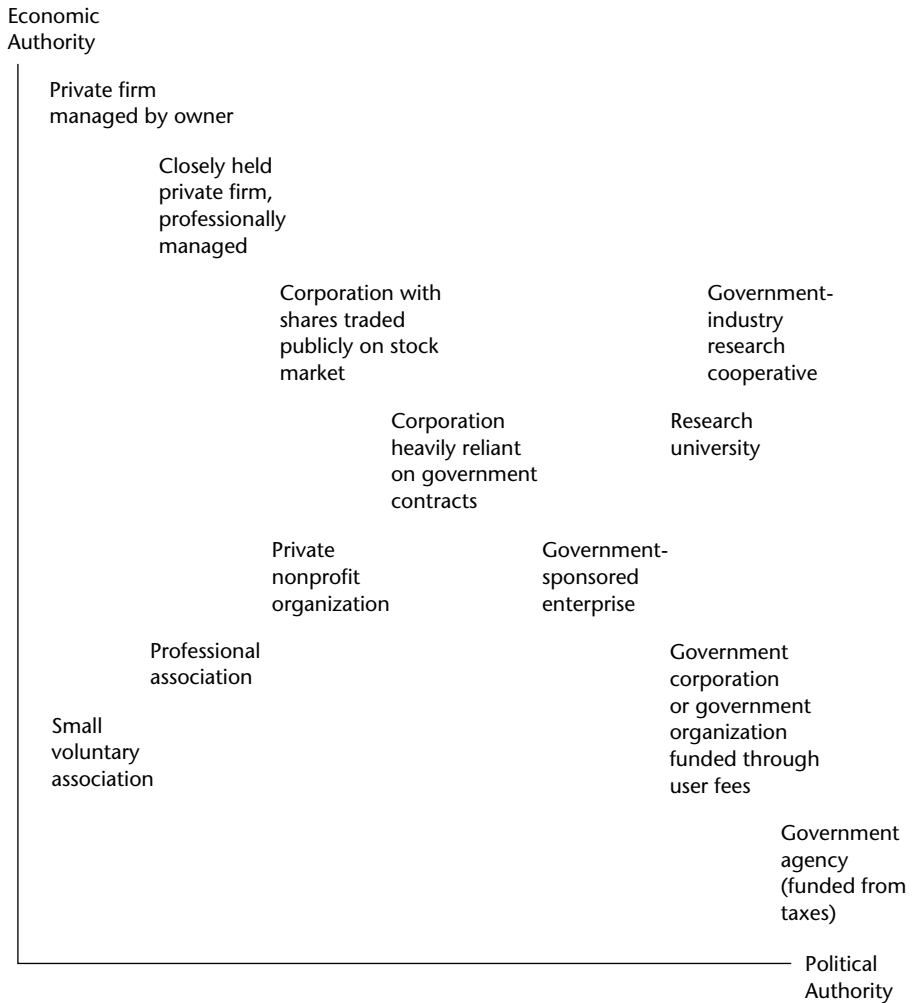 Economic
Authority
Private firm
managed by owner
Closely held
private firm,
professionally
managed
Corporation with
shares traded
publicly on stock
market
Government-
industry
research
cooperative
Corporation
heavily reliant
on government
contracts
Research
university
Private
nonprofit
organization
Government-
sponsored
enterprise
Professional
association
Government
corporation
or government
organization
funded through
user fees
Small
voluntary
association
Government
agency
(funded from
taxes)
Political
Authority